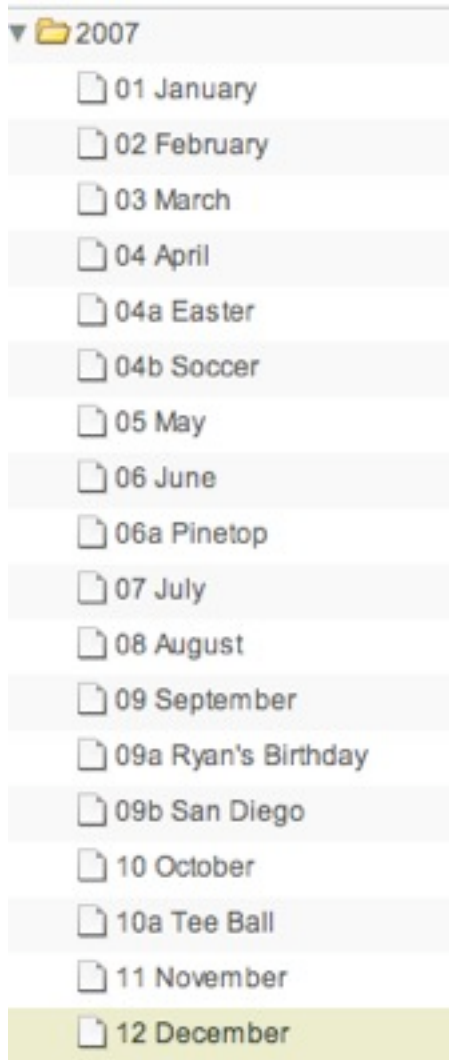 2007
01 January
02 February
03 March
04 April
04a Easter
04b Soccer
05 May
06 June
06a Pinetop
07 July
08 August
09 September
09a Ryan's Birthday
09b San Diego
10 October
10a Tee Ball
11 November
12 December